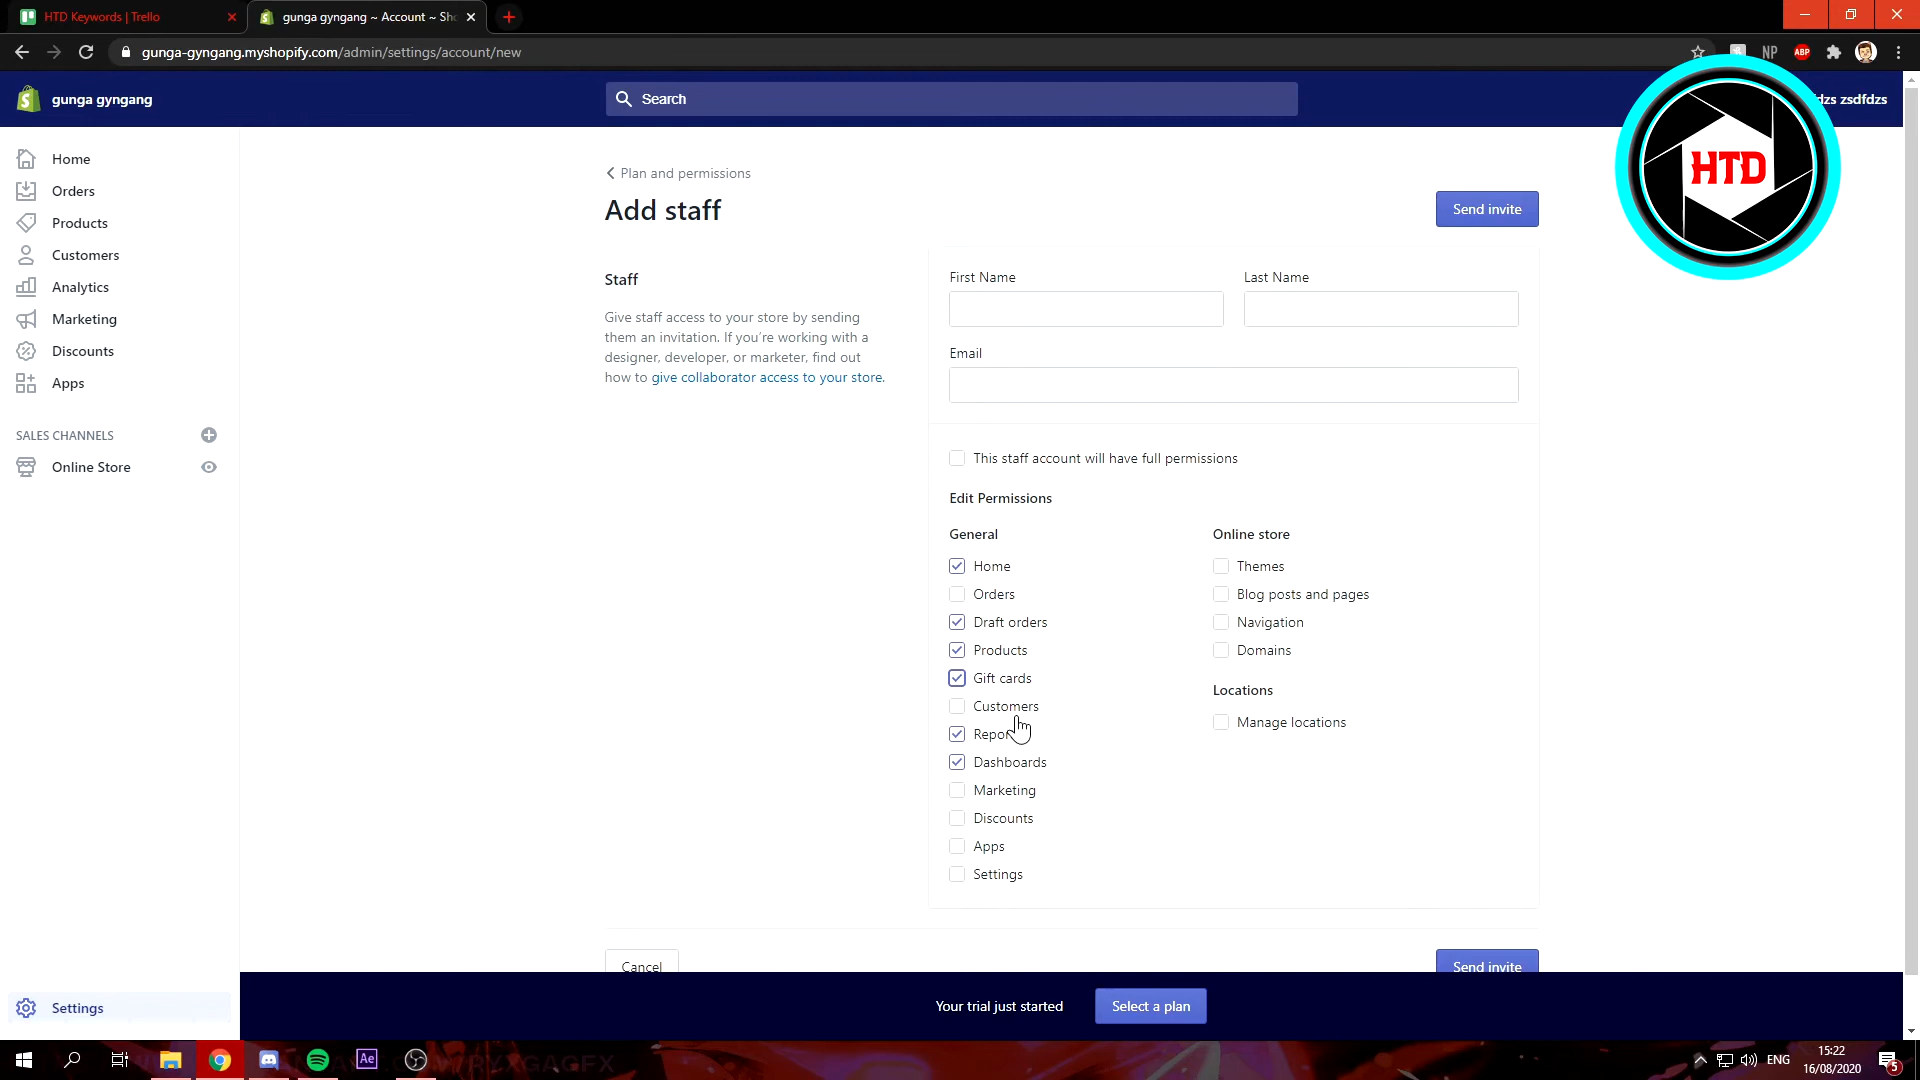 HTD Keywords | Trello
gunga gyngang ~ Account ~ Sho
gunga-gyngang.myshopify.com/admin/settings/account/new
NP
ABP
gunga gyngang
Search
dzs zsdfdzs
HTD
Home
Orders
Products
Customers
Analytics
Marketing
Discounts
Apps
SALES CHANNELS
Online Store
Settings
Plan and permissions
Add staff
Send invite
Staff
Give staff access to your store by sending
them an invitation. If you're working with a
designer, developer, or marketer, find out
how to give collaborator access to your store.
First Name
Last Name
Email
This staff account will have full permissions
Edit Permissions
General
Home
Orders
Draft orders
Products
Gift cards
Customers
Repor
Dashboards
Marketing
Discounts
Apps
Settings
Online store
Themes
Blog posts and pages
Navigation
Domains
Locations
Manage locations
Cancel
Send invite
Your trial just started
Select a plan
Ae
ENG
15:22
16/08/2020
5